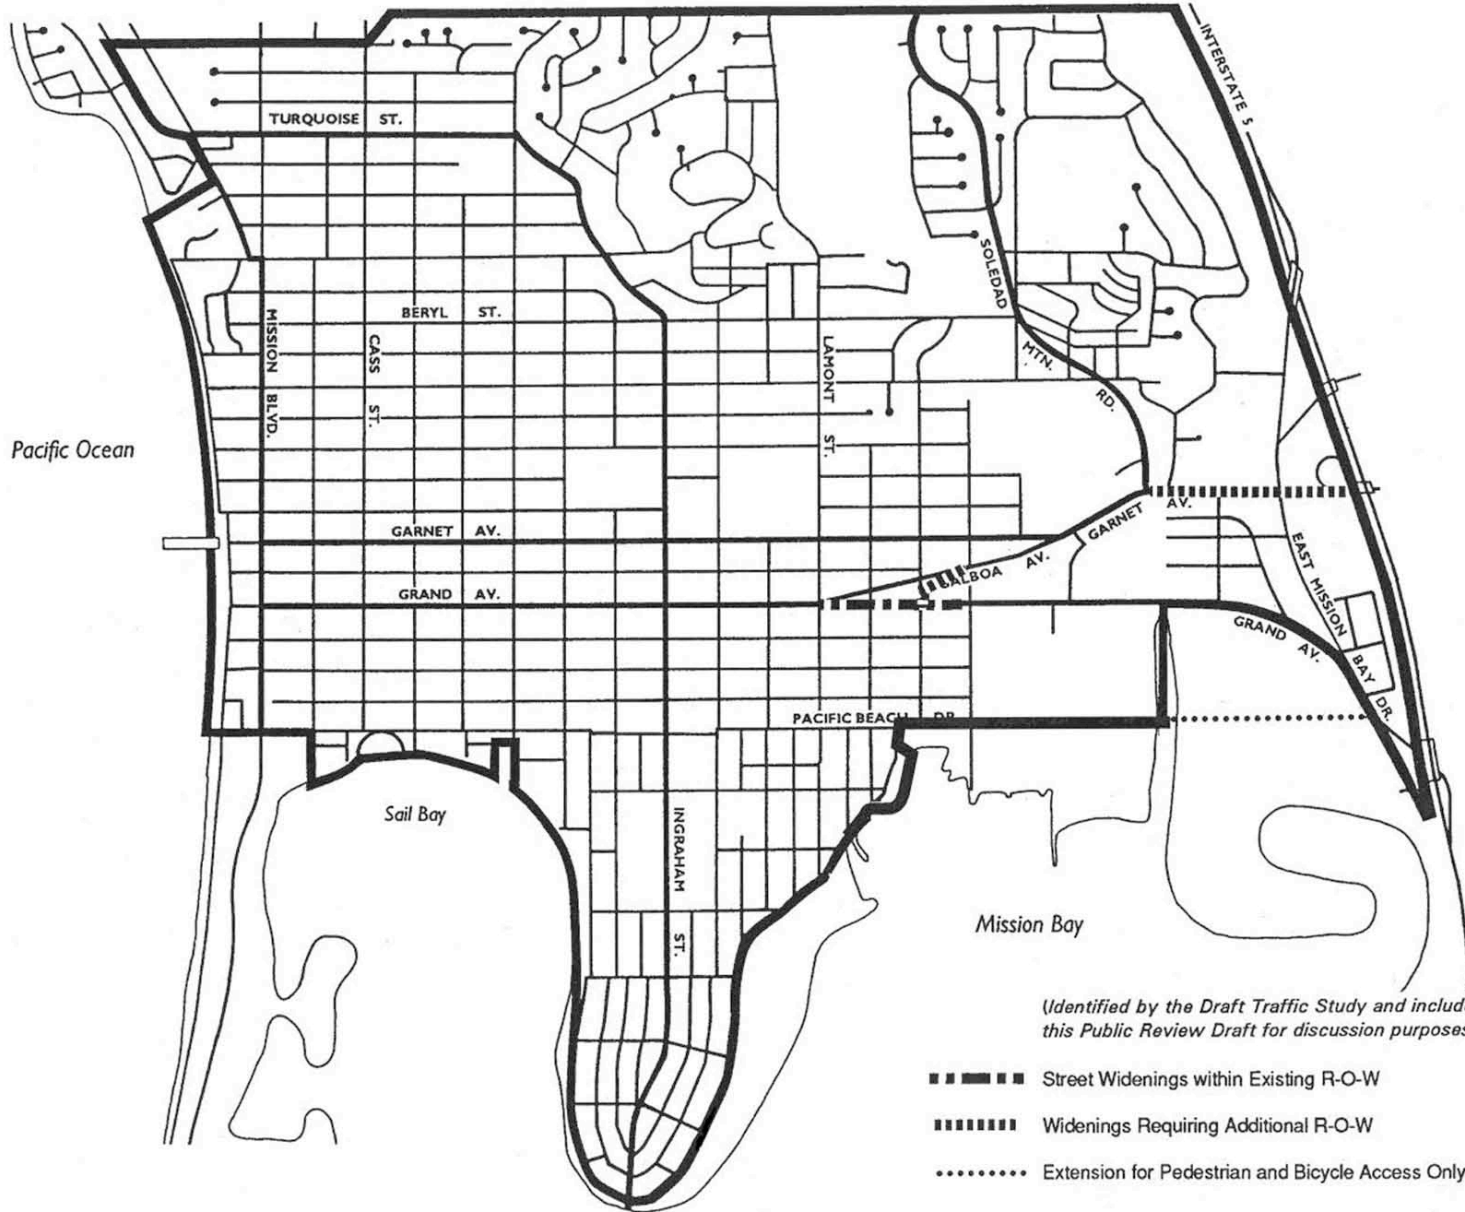 INTERSTATE 5
TURQUOISE ST.
SOLEDAD MTN. RD.
BERYL ST.
MISSION BLVD.
CASS ST.
LAMONT ST.
Pacific Ocean
GARNET AV.
GARNET AV.
BALBOA AV.
EAST MISSION BAY DR.
GRAND AV.
GRAND AV.
PACIFIC BEACH DR.
Sail Bay
INGRAHAM ST.
Mission Bay
(Identified by the Draft Traffic Study and include
this Public Review Draft for discussion purposes
Street Widenings within Existing R-O-W
Widenings Requiring Additional R-O-W
Extension for Pedestrian and Bicycle Access Only